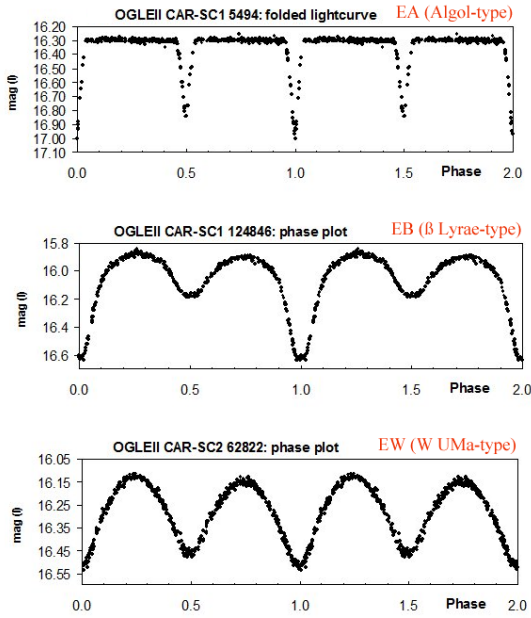 OGLEII CAR-SC1 5494: folded lightcurve EA (Algol-type)
mag (I)
16.20
16.30
16.40
16.50
16.60
16.70
16.80
16.90
17.00
17.10
0.0 0.5 1.0 1.5 2.0
Phase
OGLEII CAR-SC1 124846: phase plot EB (ß Lyrae-type)
mag (I)
15.8
16.0
16.2
16.4
16.6
0.0 0.5 1.0 1.5 2.0
Phase
OGLEII CAR-SC2 62822: phase plot EW (W UMa-type)
mag (I)
16.05
16.15
16.25
16.35
16.45
16.55
0.0 0.5 1.0 1.5 2.0
Phase